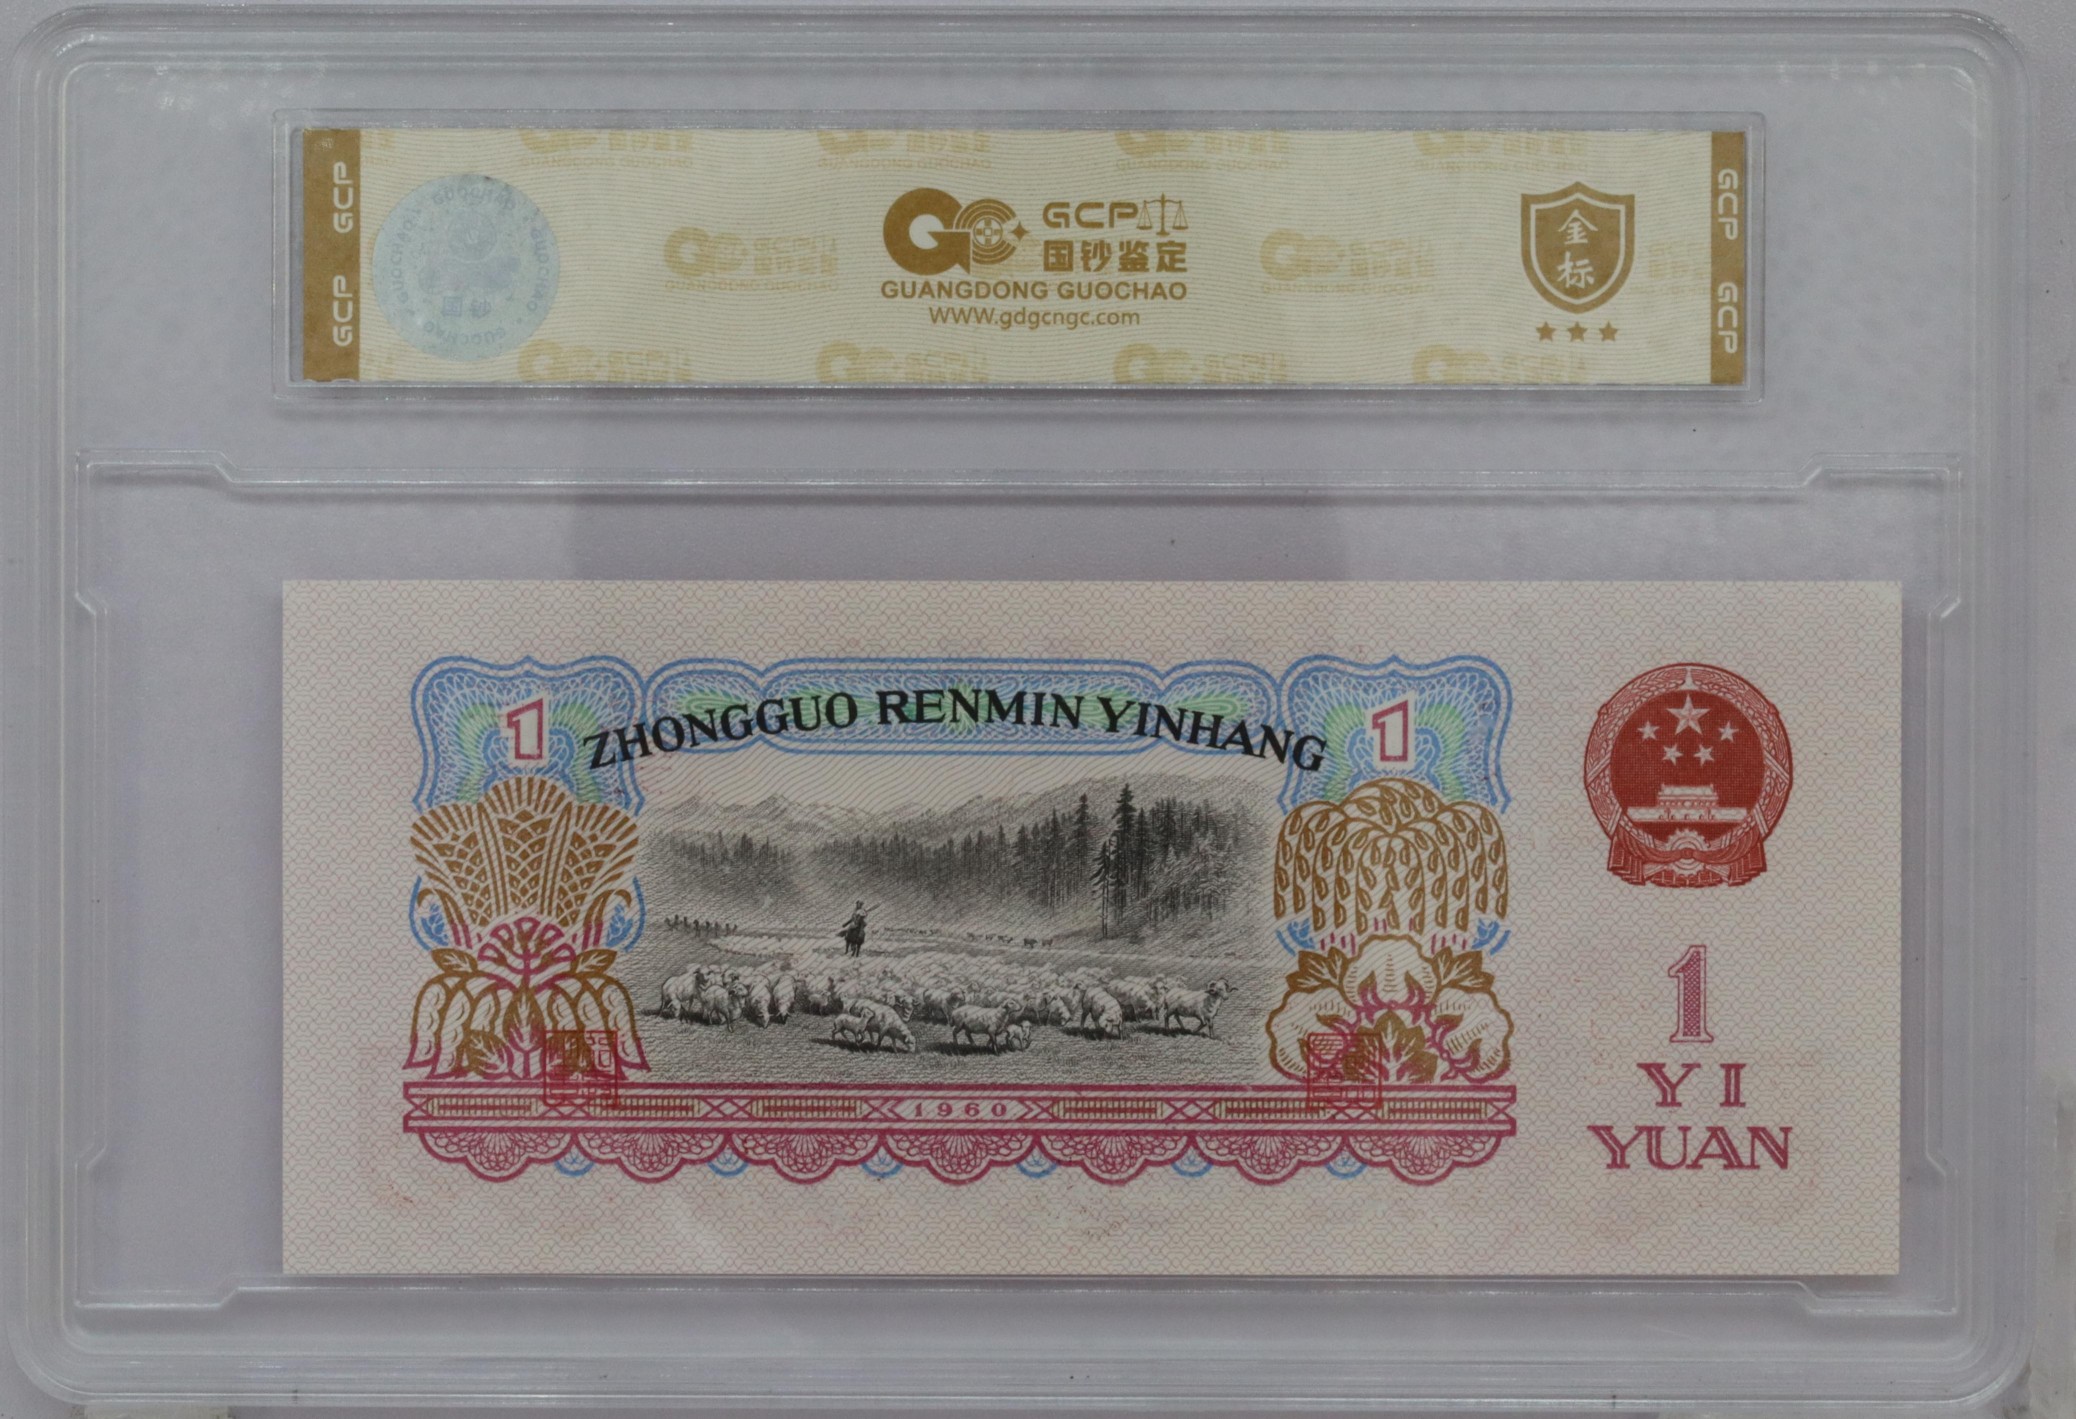 GCP GCP
GCP
国钞鉴定
GUANGDONG GUOCHAO
www.gdgcngc.com
金标
GCP GCP
1
ZHONGGUO RENMIN YINHANG
1
1960
1
YI
YUAN